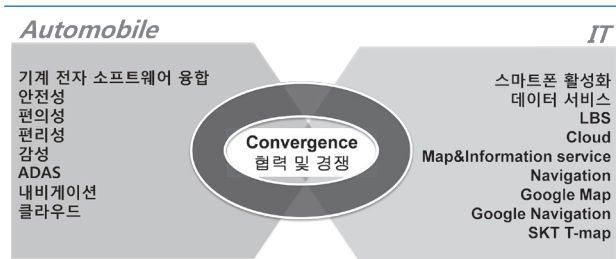 Automobile
기계 전자 소프트웨어 융합
안전성
편의성
편리성
감성
ADAS
내비게이션
클라우드
Convergence
협력 및 경쟁
IT
스마트폰 활성화
데이터 서비스
LBS
Cloud
Map&Information service
Navigation
Google Map
Google Navigation
SKT T-map